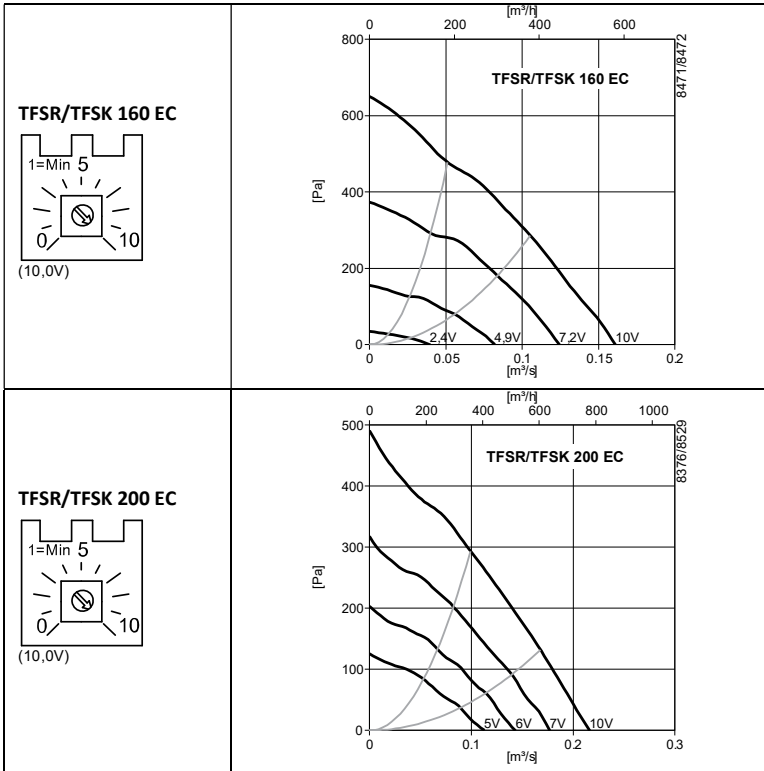 TFSR/TFSK 160 EC
1=Min 5
0 10
(10,0V)
[m³/h]
0 200 400 600
800
600
400
200
0
[Pa]
TFSR/TFSK 160 EC
8471/8472
2,4V 4,9V 7,2V 10V
0 0.05 0.1 0.15 0.2
[m³/s]
TFSR/TFSK 200 EC
1=Min 5
0 10
(10,0V)
[m³/h]
0 200 400 600 800 1000
500
400
300
200
100
0
[Pa]
TFSR/TFSK 200 EC
8376/8529
5V 6V 7V 10V
0 0.1 0.2 0.3
[m³/s]